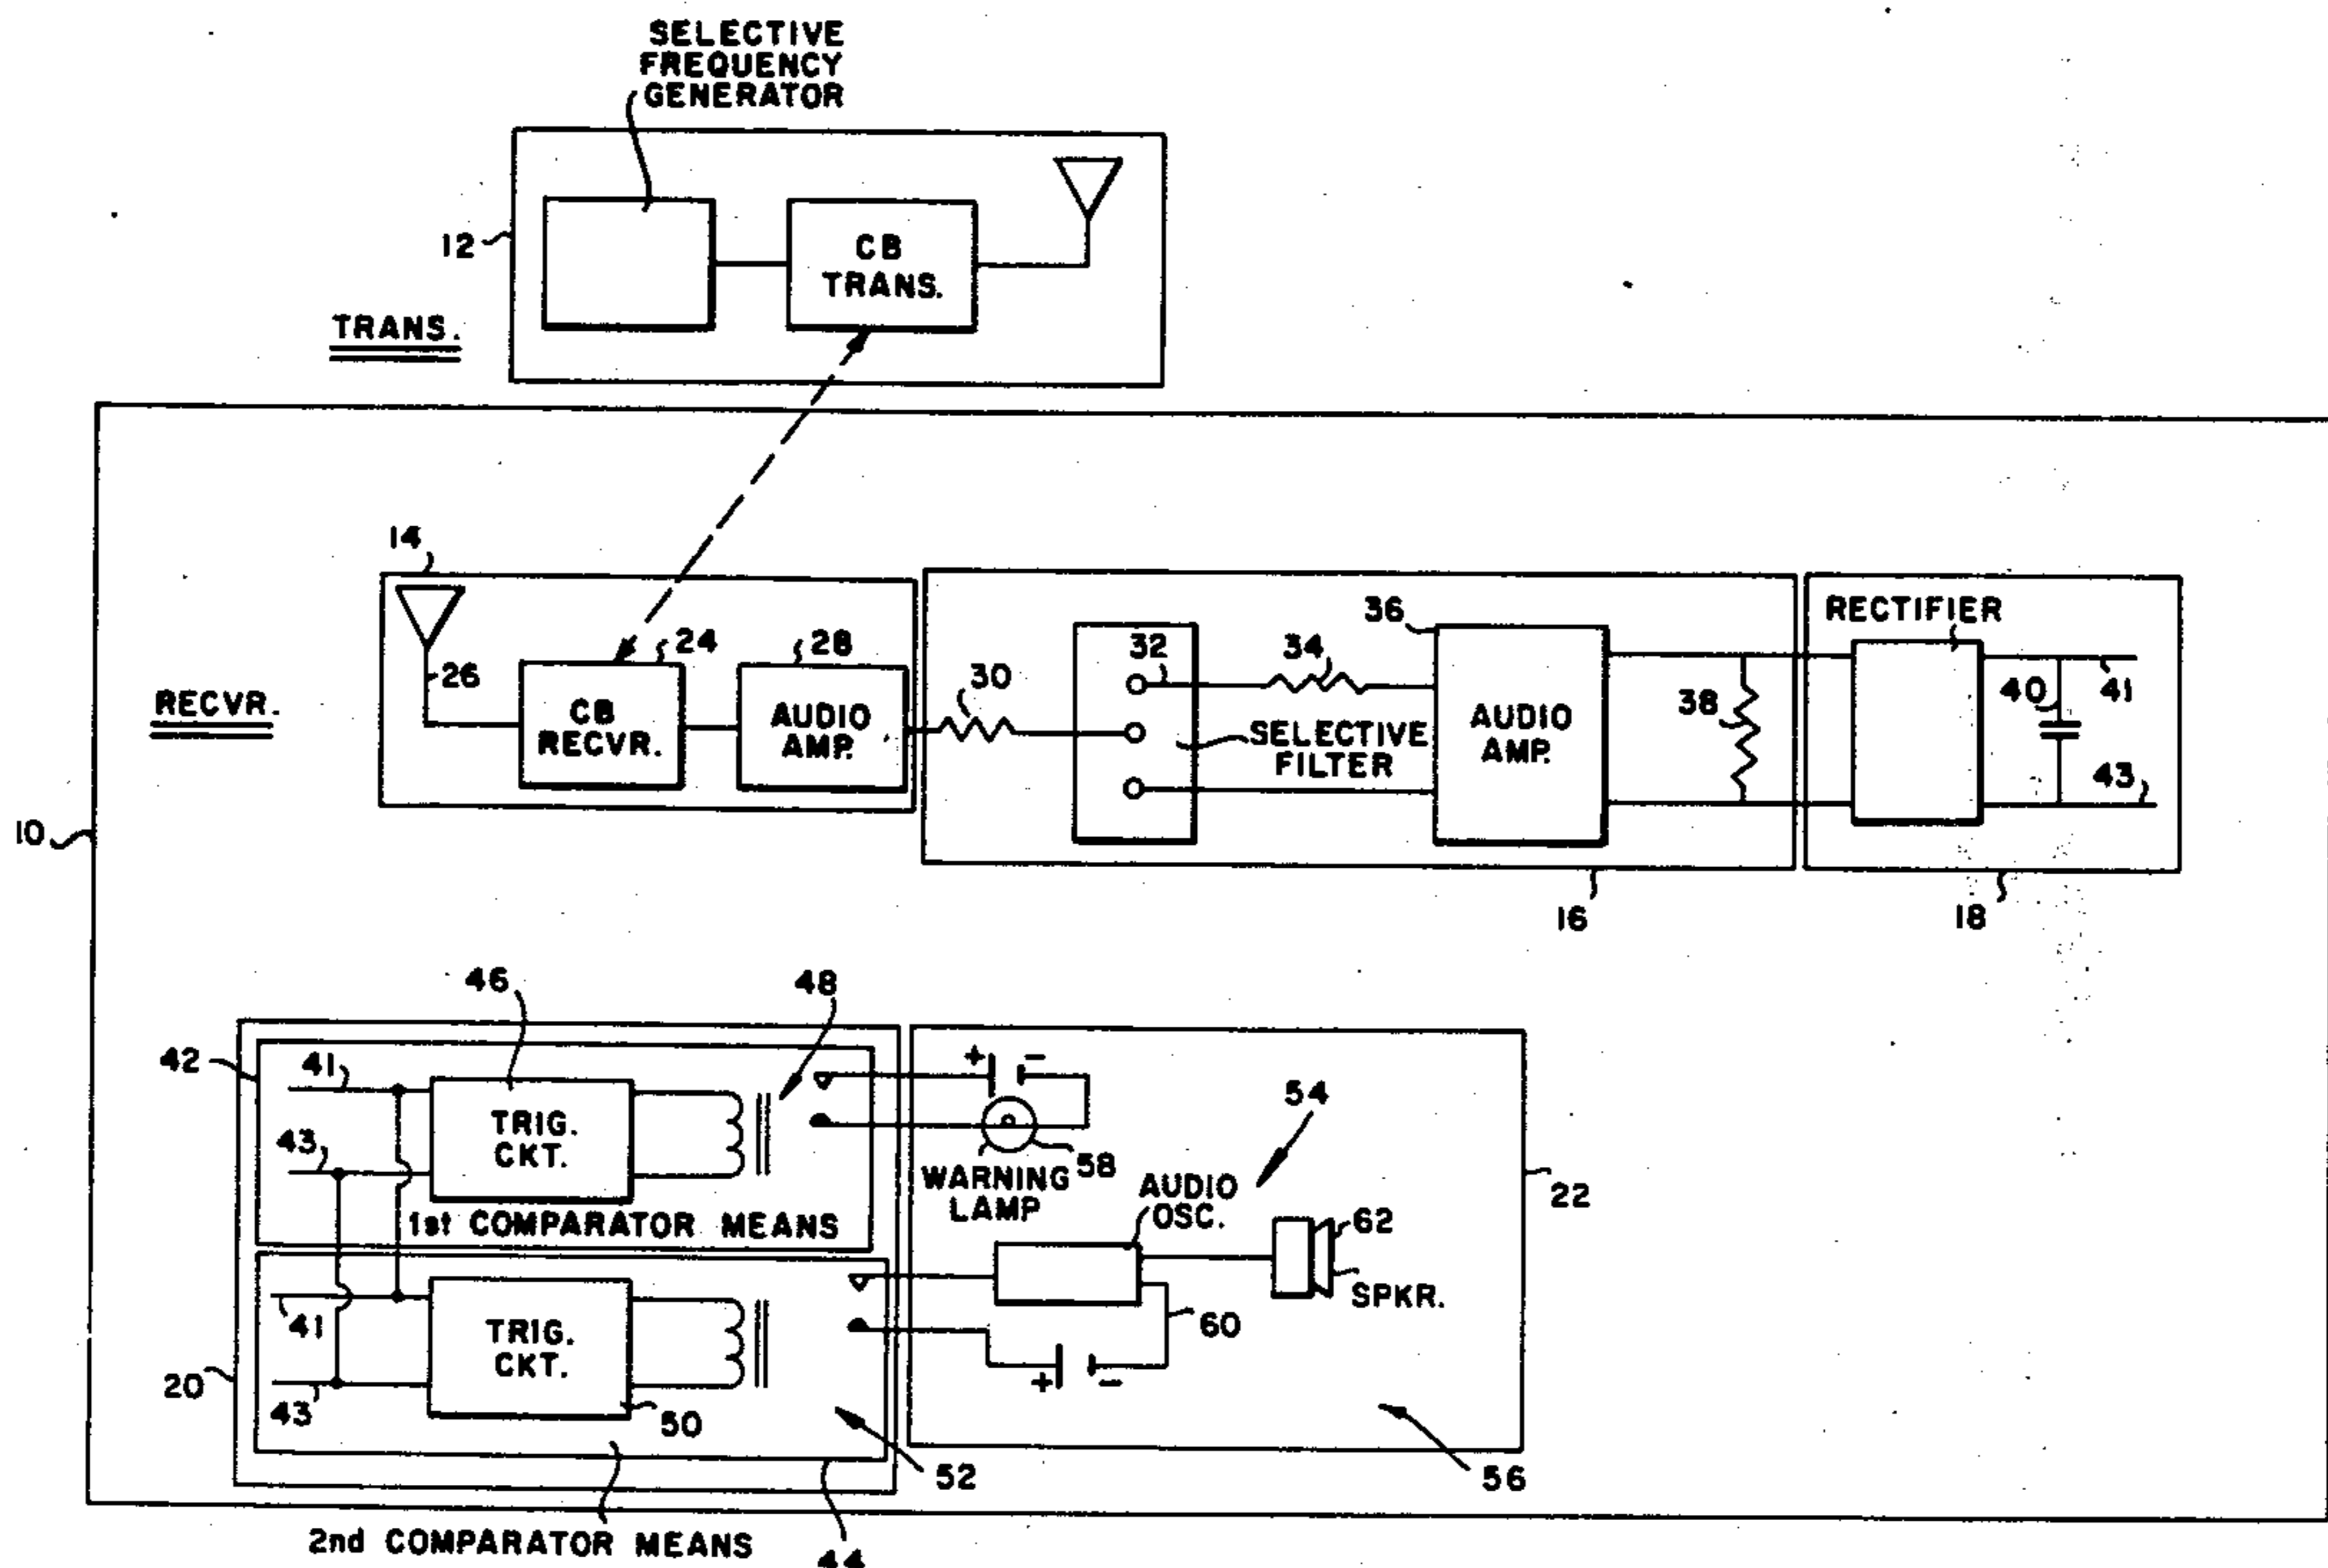 SELECTIVE
FREQUENCY
GENERATOR
12
CB
TRANS.
TRANS.
14
26
24
28
CB
RECVR.
AUDIO
AMP.
RECVR.
30
32
34
36
SELECTIVE
FILTER
AUDIO
AMP.
38
RECTIFIER
40
41
43
10
16
18
46
48
42
41
43
TRIG.
CKT.
1st COMPARATOR MEANS
+ -
58
WARNING
LAMP
54
AUDIO
OSC.
62
SPKR.
22
41
43
TRIG.
CKT.
20
50
60
+ -
52
56
2nd COMPARATOR MEANS
44